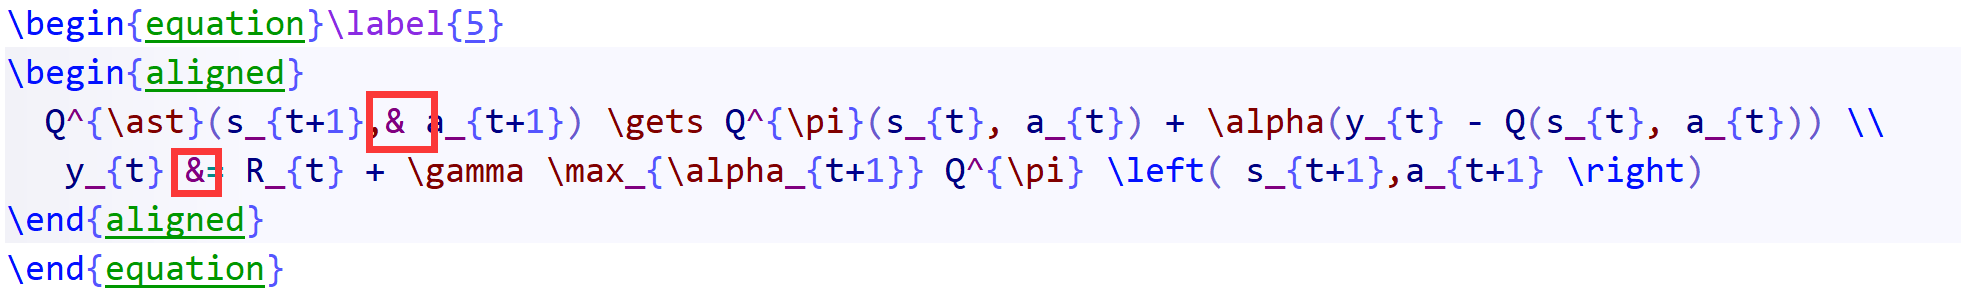 \begin{equation}\label{5}
\begin{aligned}
Q^{\ast}(s_{t+1},& a_{t+1}) \gets Q^{\pi}(s_{t}, a_{t}) + \alpha(y_{t} - Q(s_{t}, a_{t})) \\
y_{t} &= R_{t} + \gamma \max_{\alpha_{t+1}} Q^{\pi} \left( s_{t+1},a_{t+1} \right)
\end{aligned}
\end{equation}